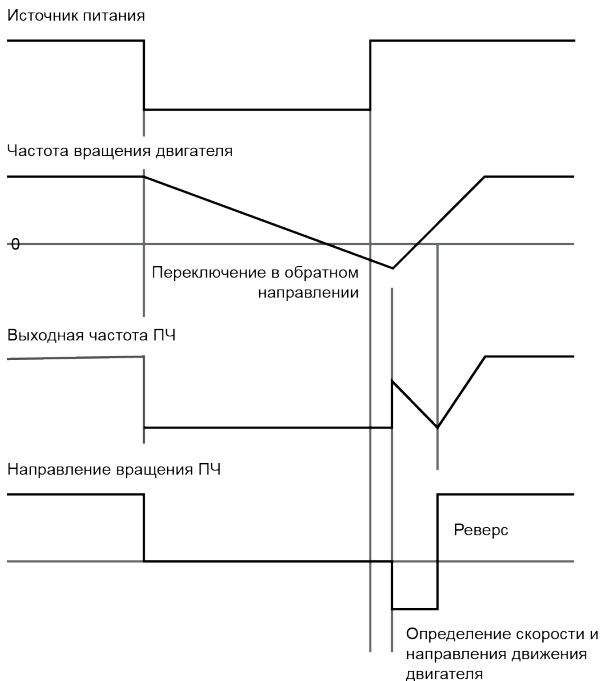 Источник питания
Частота вращения двигателя
0
Переключение в обратном
направлении
Выходная частота ПЧ
Направление вращения ПЧ
Реверс
Определение скорости и
направления движения
двигателя